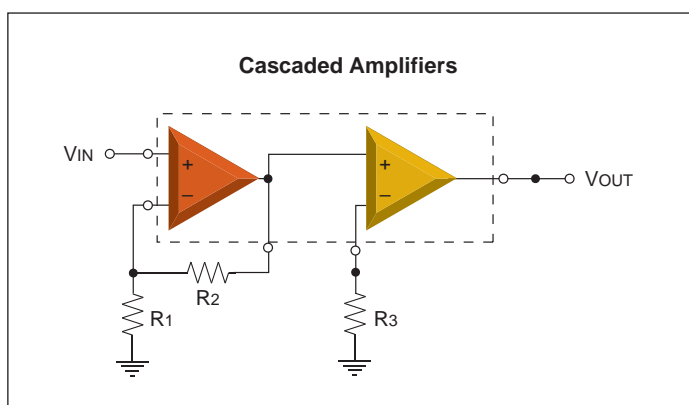 Cascaded Amplifiers
VIN
+
+
−
−
VOUT
R2
R1
R3